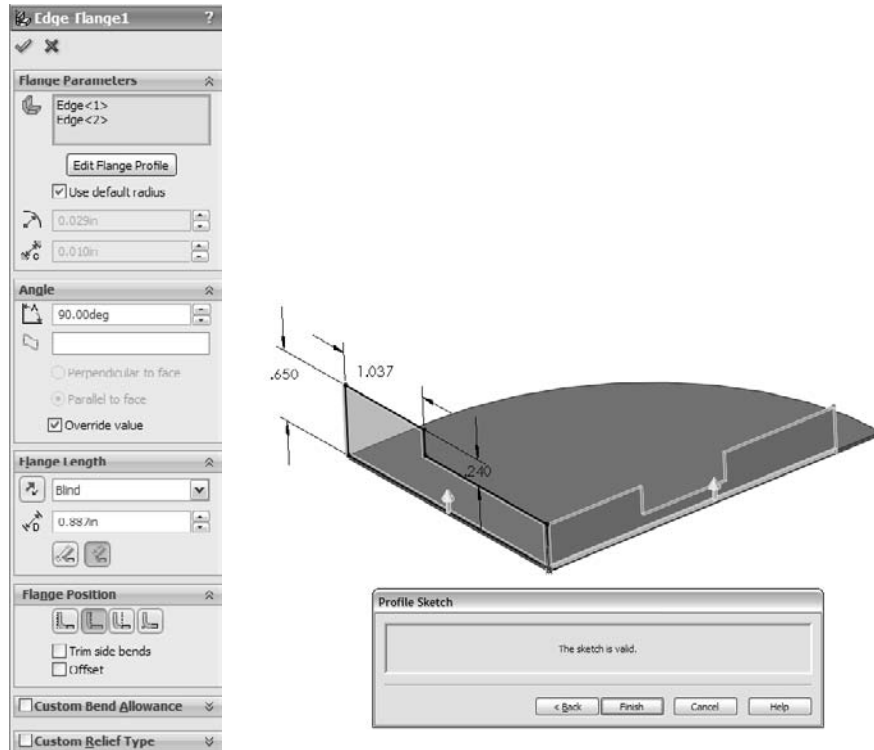 Edge Flange1 ?
Flange Parameters
Edge<1>
Edge<2>
Edit Flange Profile
Use default radius
0.029in
0.010in
Angle
90.00deg
Perpendicular to face
Parallel to face
Override value
Flange Length
Blind
D 0.887in
Flange Position
Trim side bends
Offset
Custom Bend Allowance
Custom Relief Type
.650
1.037
.240
Profile Sketch
The sketch is valid.
< Back Finish Cancel Help